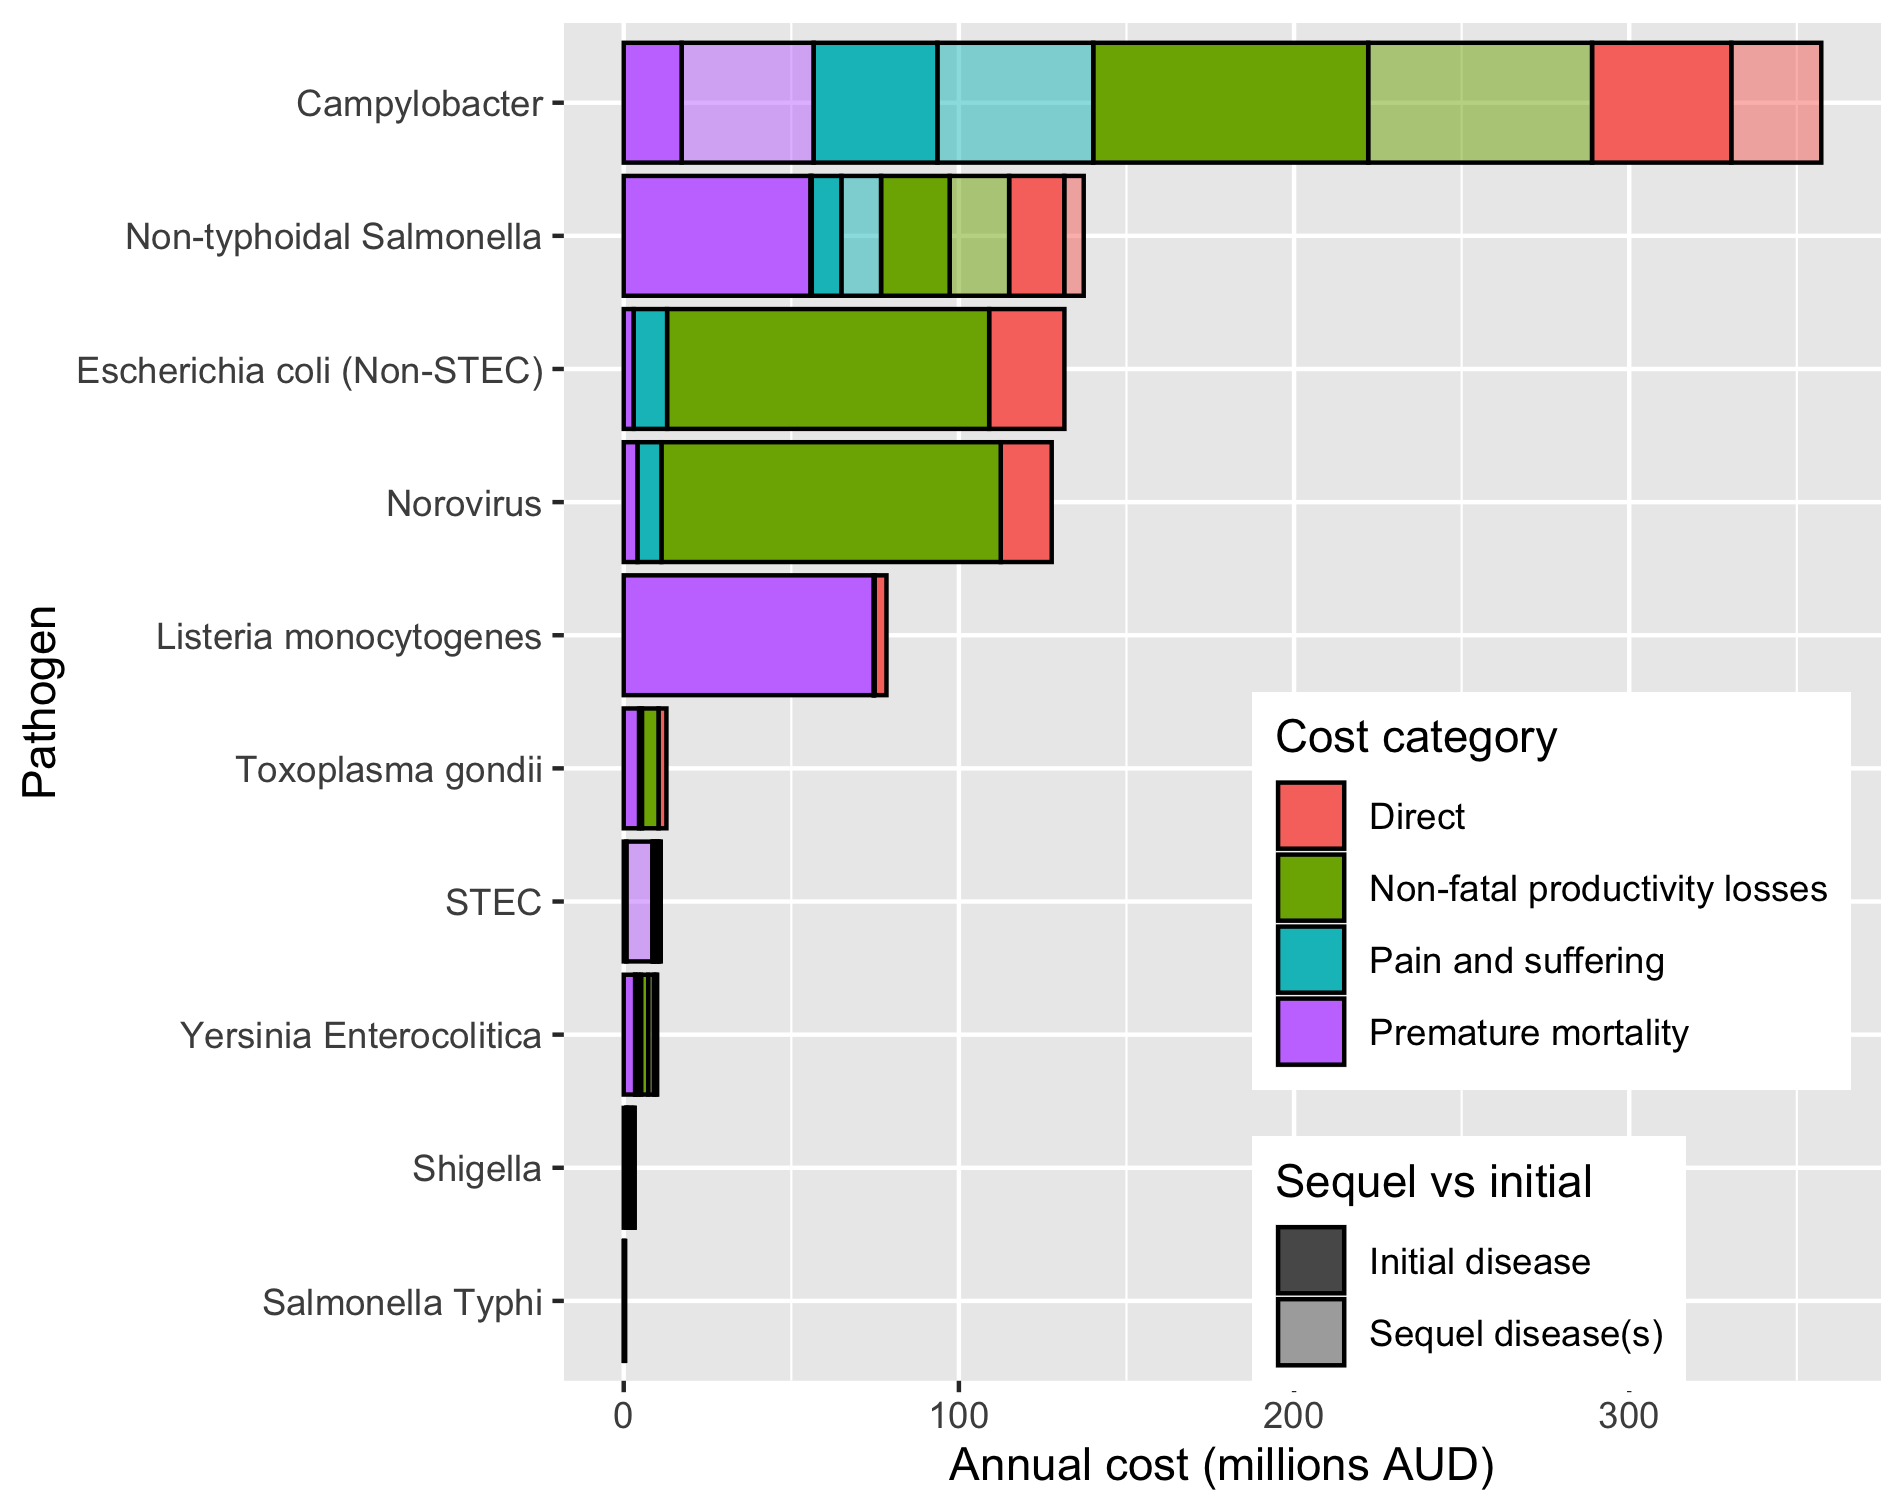 Campylobacter
Non-typhoidal Salmonella
Escherichia coli (Non-STEC)
Norovirus
Listeria monocytogenes
Toxoplasma gondii
STEC
Yersinia Enterocolitica
Shigella
Salmonella Typhi
Pathogen
Cost category
Direct
Non-fatal productivity losses
Pain and suffering
Premature mortality
Sequel vs initial
Initial disease
Sequel disease(s)
0 100 200 300
Annual cost (millions AUD)